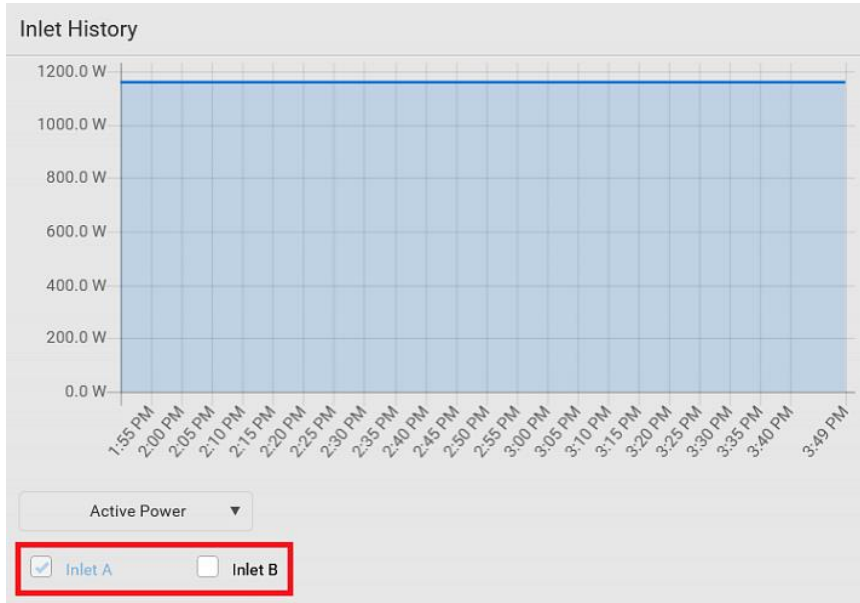 Inlet History
1200.0 W
1000.0 W
800.0 W
600.0 W
400.0 W
200.0 W
0.0 W
1:55 PM
2:00 PM
2:05 PM
2:10 PM
2:15 PM
2:20 PM
2:25 PM
2:30 PM
2:35 PM
2:40 PM
2:45 PM
2:50 PM
2:55 PM
3:00 PM
3:05 PM
3:10 PM
3:15 PM
3:20 PM
3:25 PM
3:30 PM
3:35 PM
3:40 PM
3:49 PM
Active Power ▼
Inlet A Inlet B